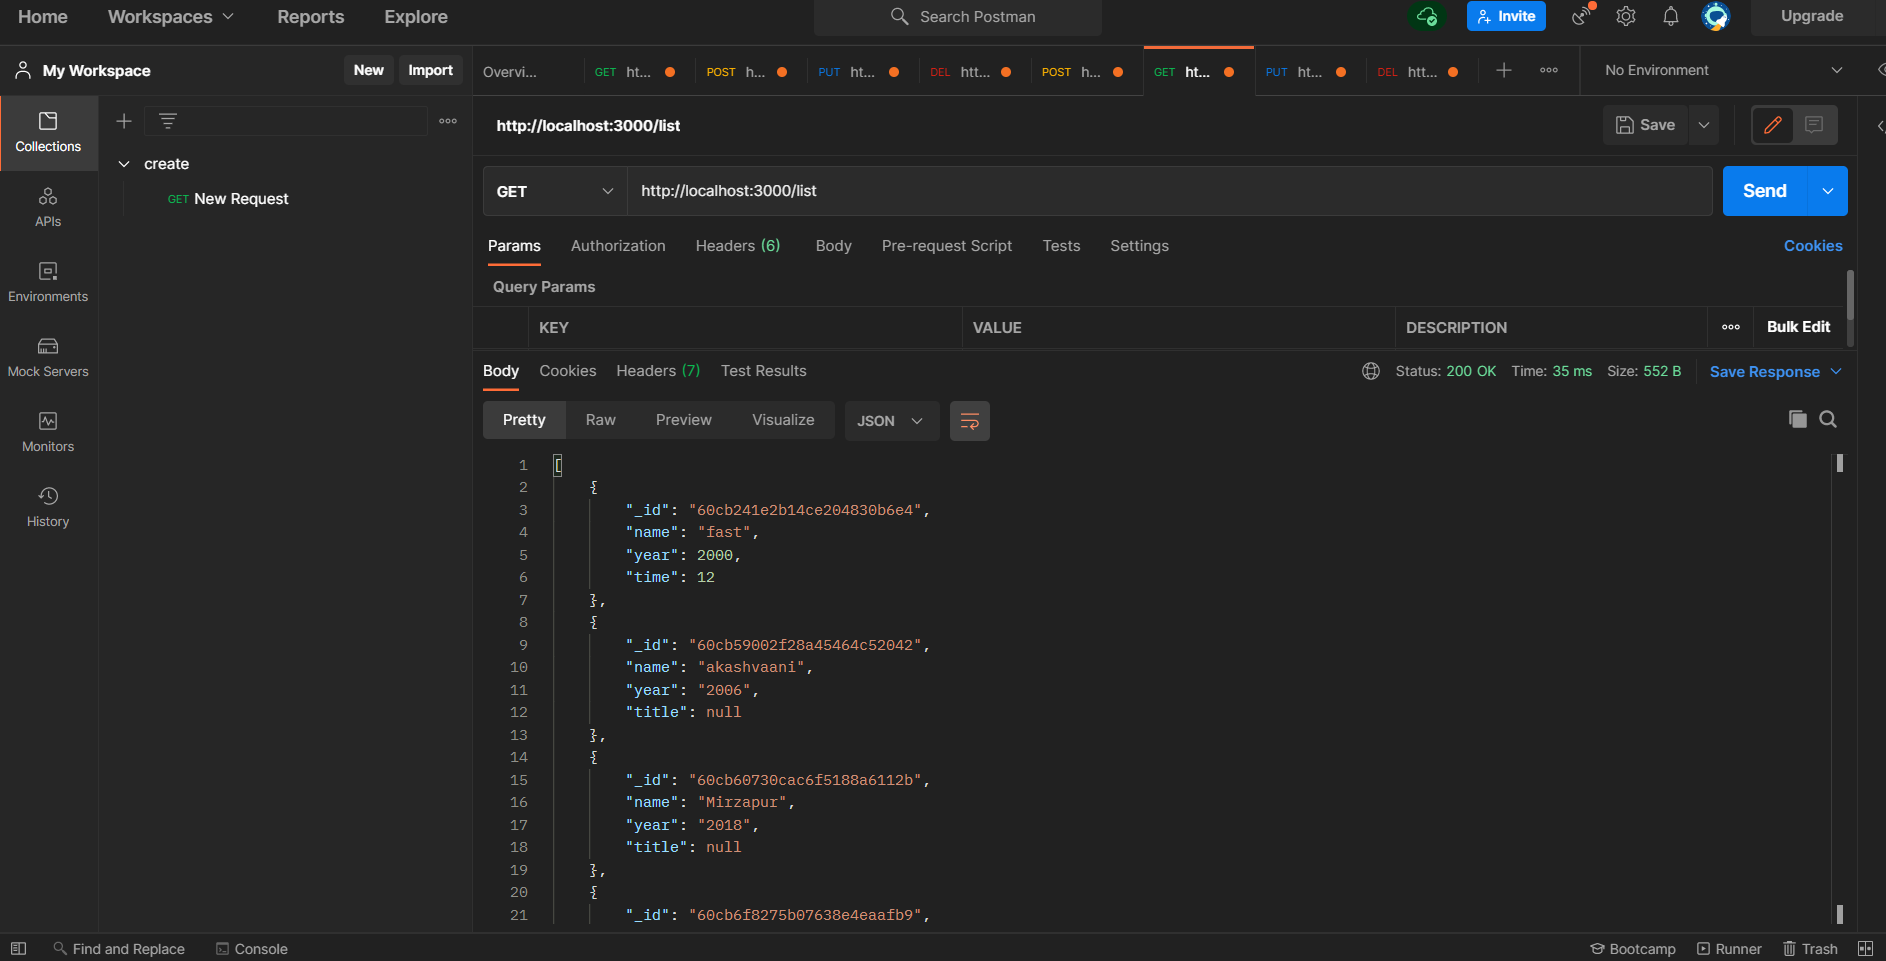 Home Workspaces Reports Explore Search Postman Invite Upgrade
My Workspace New Import Overvi... GET ht... POST h... PUT ht... DEL htt... POST h... GET ht... PUT ht... DEL htt... No Environment
http://localhost:3000/list Save
Collections
create
GET New Request
APIs
Environments
Mock Servers
Monitors
History
GET http://localhost:3000/list Send
Params Authorization Headers (6) Body Pre-request Script Tests Settings Cookies
Query Params
KEY VALUE DESCRIPTION Bulk Edit
Body Cookies Headers (7) Test Results Status: 200 OK Time: 35 ms Size: 552 B Save Response
Pretty Raw Preview Visualize JSON
1 [
2 {
3 "_id": "60cb241e2b14ce204830b6e4",
4 "name": "fast",
5 "year": 2000,
6 "time": 12
7 },
8 {
9 "_id": "60cb59002f28a45464c52042",
10 "name": "akashvaani",
11 "year": "2006",
12 "title": null
13 },
14 {
15 "_id": "60cb60730cac6f5188a6112b",
16 "name": "Mirzapur",
17 "year": "2018",
18 "title": null
19 },
20 {
21 "_id": "60cb6f8275b07638e4eaafb9",
Find and Replace Console Bootcamp Runner Trash